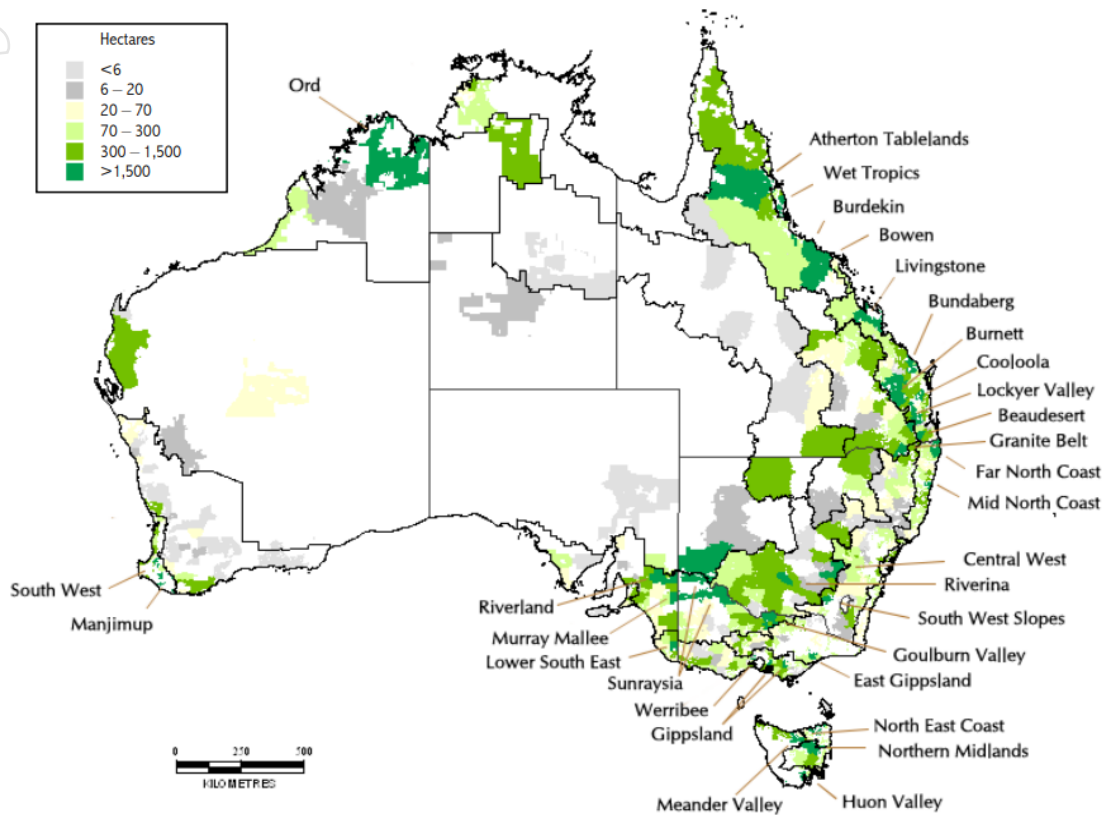 Hectares
<6
6 – 20
20 – 70
70 – 300
300 – 1,500
>1,500
Ord
Atherton Tablelands
Wet Tropics
Burdekin
Bowen
Livingstone
Bundaberg
Burnett
Cooloola
Lockyer Valley
Beaudesert
Granite Belt
Far North Coast
Mid North Coast
Central West
Riverina
South West Slopes
Goulburn Valley
East Gippsland
South West
Manjimup
Riverland
Murray Mallee
Lower South East
Sunraysia
Werribee
Gippsland
North East Coast
Northern Midlands
Meander Valley
Huon Valley
0 250 500
KILOMETRES